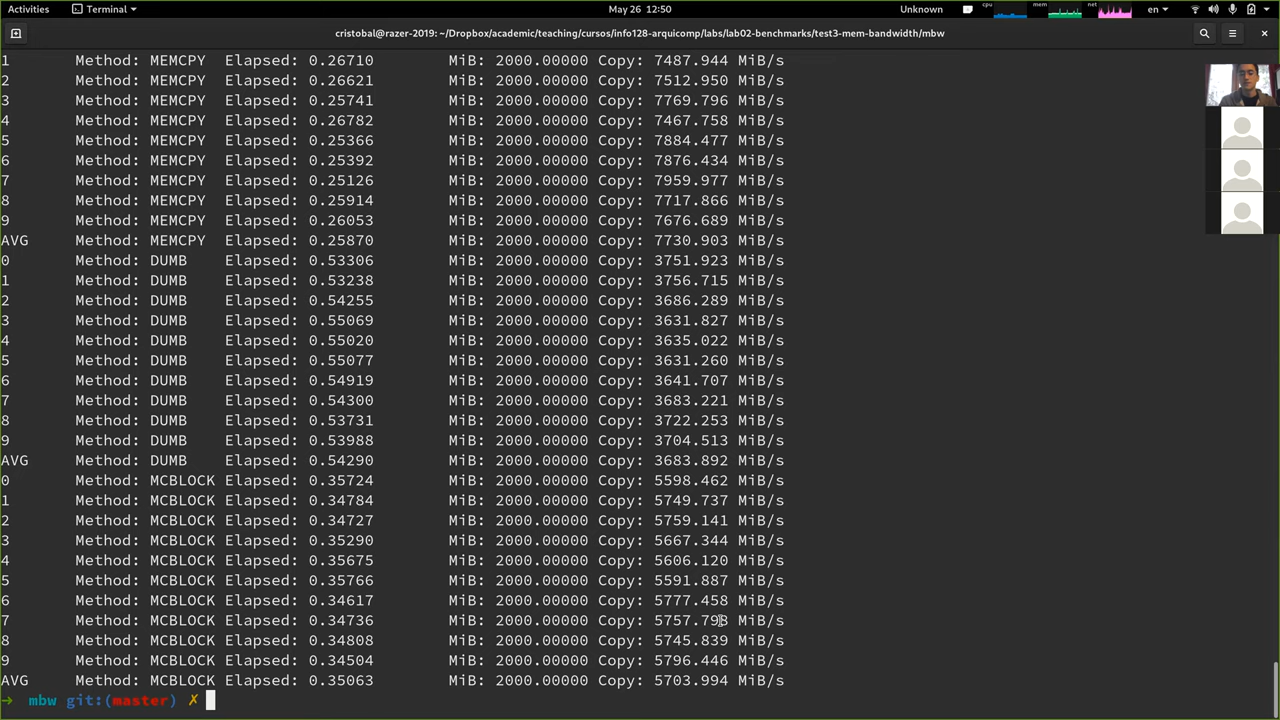 Activities Terminal May 26 12:50 Unknown cpu mem net en
cristobal@razer-2019: ~/Dropbox/academic/teaching/cursos/info128-arquicomp/labs/lab02-benchmarks/test3-mem-bandwidth/mbw
1 Method: MEMCPY Elapsed: 0.26710 MiB: 2000.00000 Copy: 7487.944 MiB/s
2 Method: MEMCPY Elapsed: 0.26621 MiB: 2000.00000 Copy: 7512.950 MiB/s
3 Method: MEMCPY Elapsed: 0.25741 MiB: 2000.00000 Copy: 7769.796 MiB/s
4 Method: MEMCPY Elapsed: 0.26782 MiB: 2000.00000 Copy: 7467.758 MiB/s
5 Method: MEMCPY Elapsed: 0.25366 MiB: 2000.00000 Copy: 7884.477 MiB/s
6 Method: MEMCPY Elapsed: 0.25392 MiB: 2000.00000 Copy: 7876.434 MiB/s
7 Method: MEMCPY Elapsed: 0.25126 MiB: 2000.00000 Copy: 7959.977 MiB/s
8 Method: MEMCPY Elapsed: 0.25914 MiB: 2000.00000 Copy: 7717.866 MiB/s
9 Method: MEMCPY Elapsed: 0.26053 MiB: 2000.00000 Copy: 7676.689 MiB/s
AVG Method: MEMCPY Elapsed: 0.25870 MiB: 2000.00000 Copy: 7730.903 MiB/s
0 Method: DUMB Elapsed: 0.53306 MiB: 2000.00000 Copy: 3751.923 MiB/s
1 Method: DUMB Elapsed: 0.53238 MiB: 2000.00000 Copy: 3756.715 MiB/s
2 Method: DUMB Elapsed: 0.54255 MiB: 2000.00000 Copy: 3686.289 MiB/s
3 Method: DUMB Elapsed: 0.55069 MiB: 2000.00000 Copy: 3631.827 MiB/s
4 Method: DUMB Elapsed: 0.55020 MiB: 2000.00000 Copy: 3635.022 MiB/s
5 Method: DUMB Elapsed: 0.55077 MiB: 2000.00000 Copy: 3631.260 MiB/s
6 Method: DUMB Elapsed: 0.54919 MiB: 2000.00000 Copy: 3641.707 MiB/s
7 Method: DUMB Elapsed: 0.54300 MiB: 2000.00000 Copy: 3683.221 MiB/s
8 Method: DUMB Elapsed: 0.53731 MiB: 2000.00000 Copy: 3722.253 MiB/s
9 Method: DUMB Elapsed: 0.53988 MiB: 2000.00000 Copy: 3704.513 MiB/s
AVG Method: DUMB Elapsed: 0.54290 MiB: 2000.00000 Copy: 3683.892 MiB/s
0 Method: MCBLOCK Elapsed: 0.35724 MiB: 2000.00000 Copy: 5598.462 MiB/s
1 Method: MCBLOCK Elapsed: 0.34784 MiB: 2000.00000 Copy: 5749.737 MiB/s
2 Method: MCBLOCK Elapsed: 0.34727 MiB: 2000.00000 Copy: 5759.141 MiB/s
3 Method: MCBLOCK Elapsed: 0.35290 MiB: 2000.00000 Copy: 5667.344 MiB/s
4 Method: MCBLOCK Elapsed: 0.35675 MiB: 2000.00000 Copy: 5606.120 MiB/s
5 Method: MCBLOCK Elapsed: 0.35766 MiB: 2000.00000 Copy: 5591.887 MiB/s
6 Method: MCBLOCK Elapsed: 0.34617 MiB: 2000.00000 Copy: 5777.458 MiB/s
7 Method: MCBLOCK Elapsed: 0.34736 MiB: 2000.00000 Copy: 5757.798 MiB/s
8 Method: MCBLOCK Elapsed: 0.34808 MiB: 2000.00000 Copy: 5745.839 MiB/s
9 Method: MCBLOCK Elapsed: 0.34504 MiB: 2000.00000 Copy: 5796.446 MiB/s
AVG Method: MCBLOCK Elapsed: 0.35063 MiB: 2000.00000 Copy: 5703.994 MiB/s
→ mbw git:(master) ✗